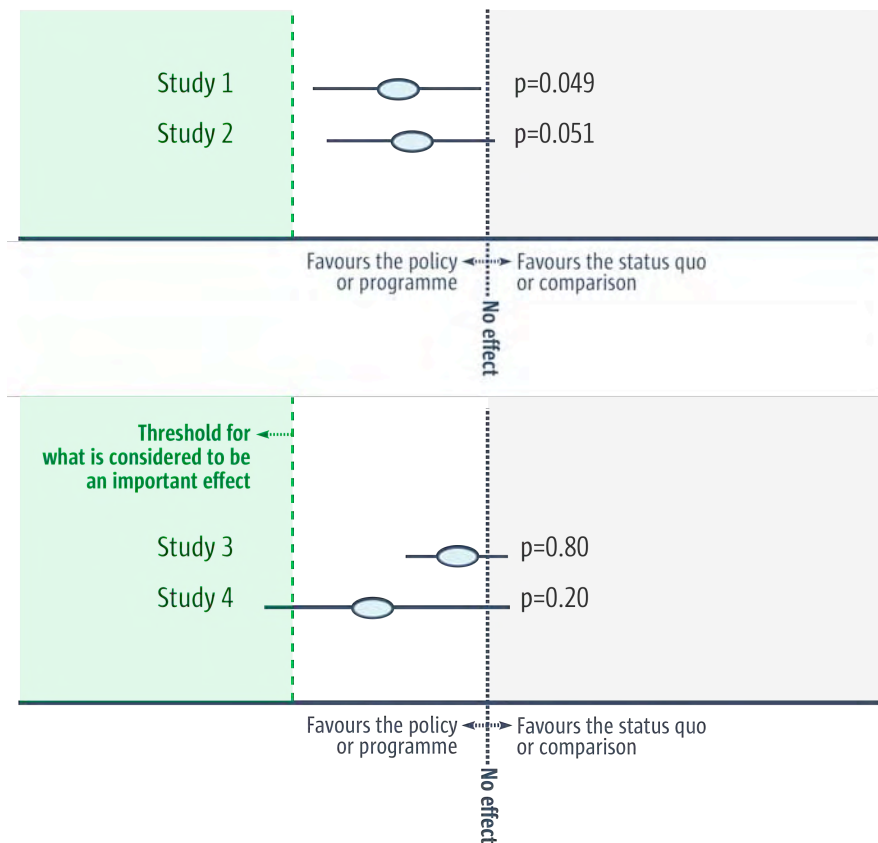 Study 1
p=0.049
Study 2
p=0.051
Favours the policy
or programme
Favours the status quo
or comparison
No effect
Threshold for
what is considered to be
an important effect
Study 3
p=0.80
Study 4
p=0.20
Favours the policy
or programme
Favours the status quo
or comparison
No effect